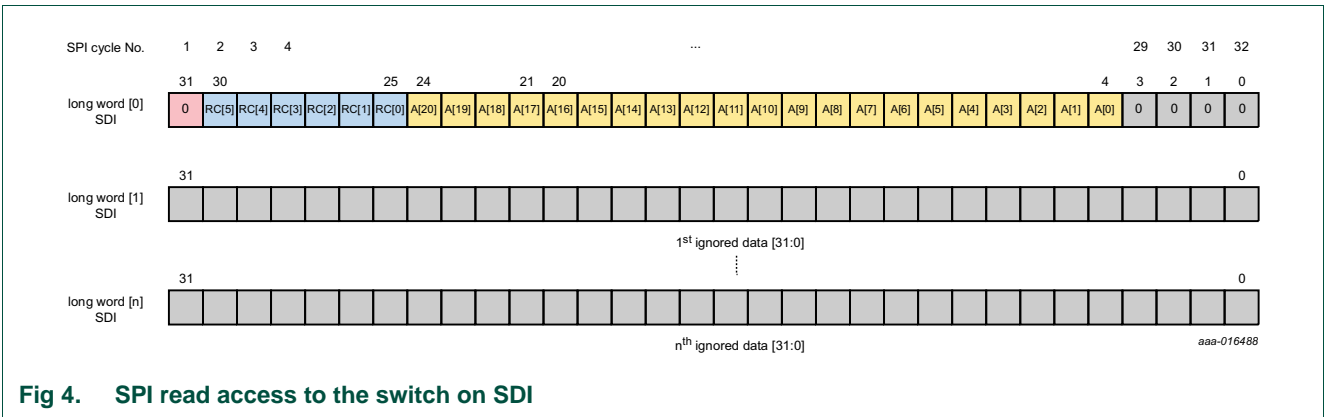 SPI cycle No. 1 2 3 4 ... 29 30 31 32
31 30 25 24 21 20 4 3 2 1 0
long word [0]
SDI
0 RC[5] RC[4] RC[3] RC[2] RC[1] RC[0] A[20] A[19] A[18] A[17] A[16] A[15] A[14] A[13] A[12] A[11] A[10] A[9] A[8] A[7] A[6] A[5] A[4] A[3] A[2] A[1] A[0] 0 0 0 0
31 0
long word [1]
SDI
1st ignored data [31:0]
31 0
long word [n]
SDI
nth ignored data [31:0]
aaa-016488
Fig 4. SPI read access to the switch on SDI